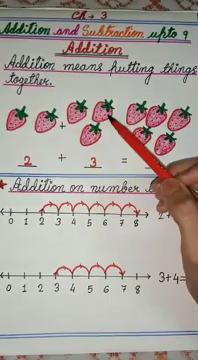 Ch → 3
Addition and Subtraction upto 9
Addition
Addition means putting things
together.
+
2 + 3 =
★ Addition on number
0 1 2 3 4 5 6 7 8
0 1 2 3 4 5 6 7 8
3+4=